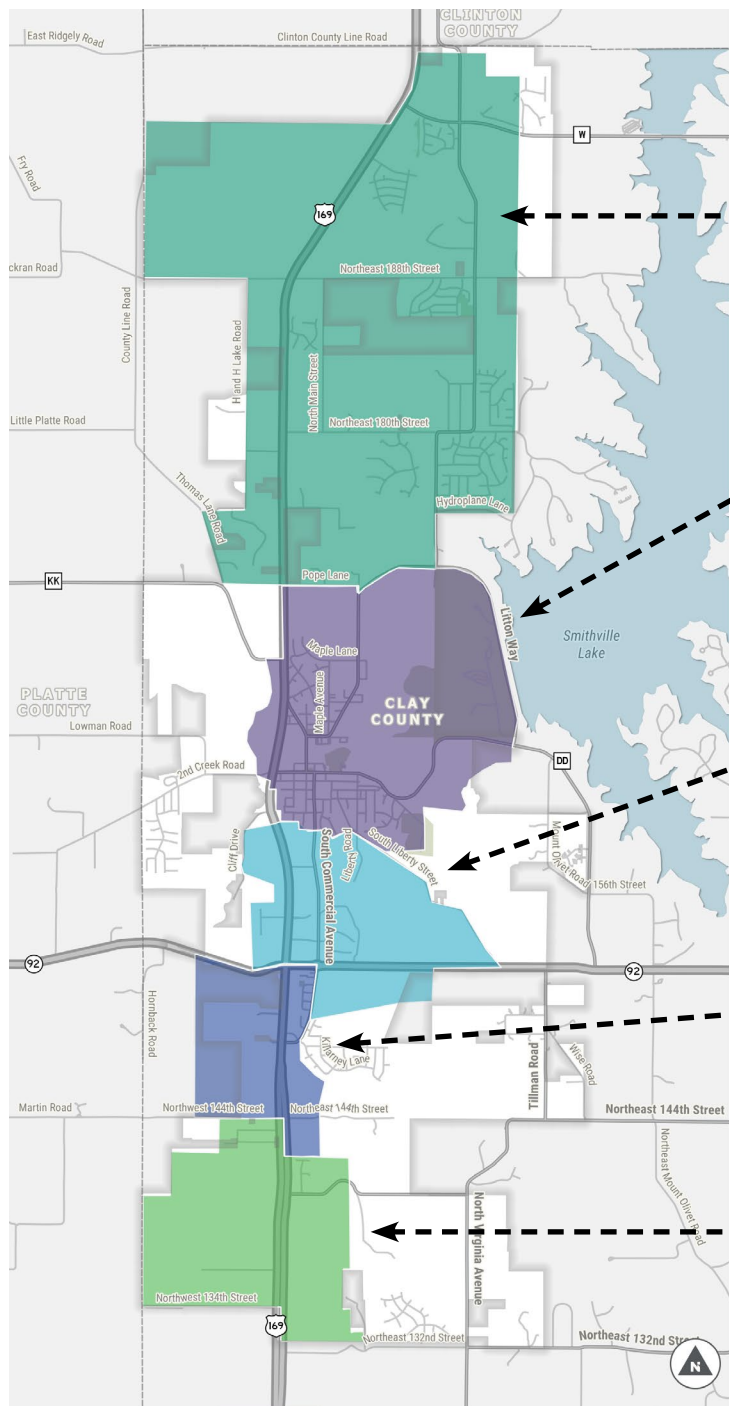 CLINTON
COUNTY
East Ridgely Road
Clinton County Line Road
W
Fry Road
169
ckran Road
Northeast 188th Street
County Line Road
H and H Lake Road
North Main Street
Little Platte Road
Northeast 180th Street
Thomas Lane Road
Hydroplane Lane
KK
Pope Lane
Litton Way
Smithville
Lake
Maple Lane
Maple Avenue
PLATTE
COUNTY
CLAY
COUNTY
Lowman Road
DD
2nd Creek Road
Cliff Drive
South Commercial Avenue
Liberty Road
South Liberty Street
Mount Olivet Road
156th Street
92
92
Hornback Road
Killarney Lane
Tillman Road
Wise Road
Martin Road
Northwest 144th Street
Northeast 144th Street
Northeast 144th Street
Northeast Mount Olivet Road
North Virginia Avenue
Northwest 134th Street
169
Northeast 132nd Street
Northeast 132nd Street
N